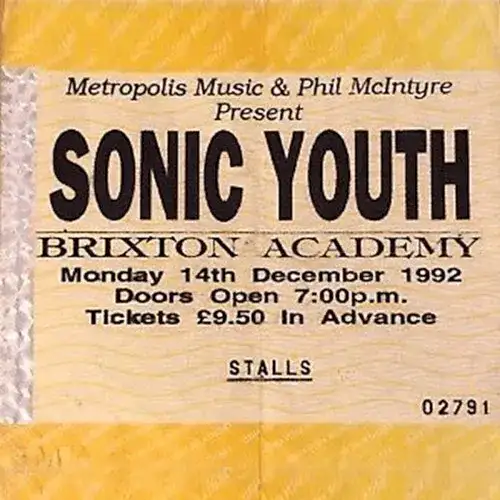 Metropolis Music & Phil McIntyre
Present
SONIC YOUTH
BRIXTON ACADEMY
Monday 14th December 1992
Doors Open 7:00p.m.
Tickets £9.50 In Advance
STALLS
02791